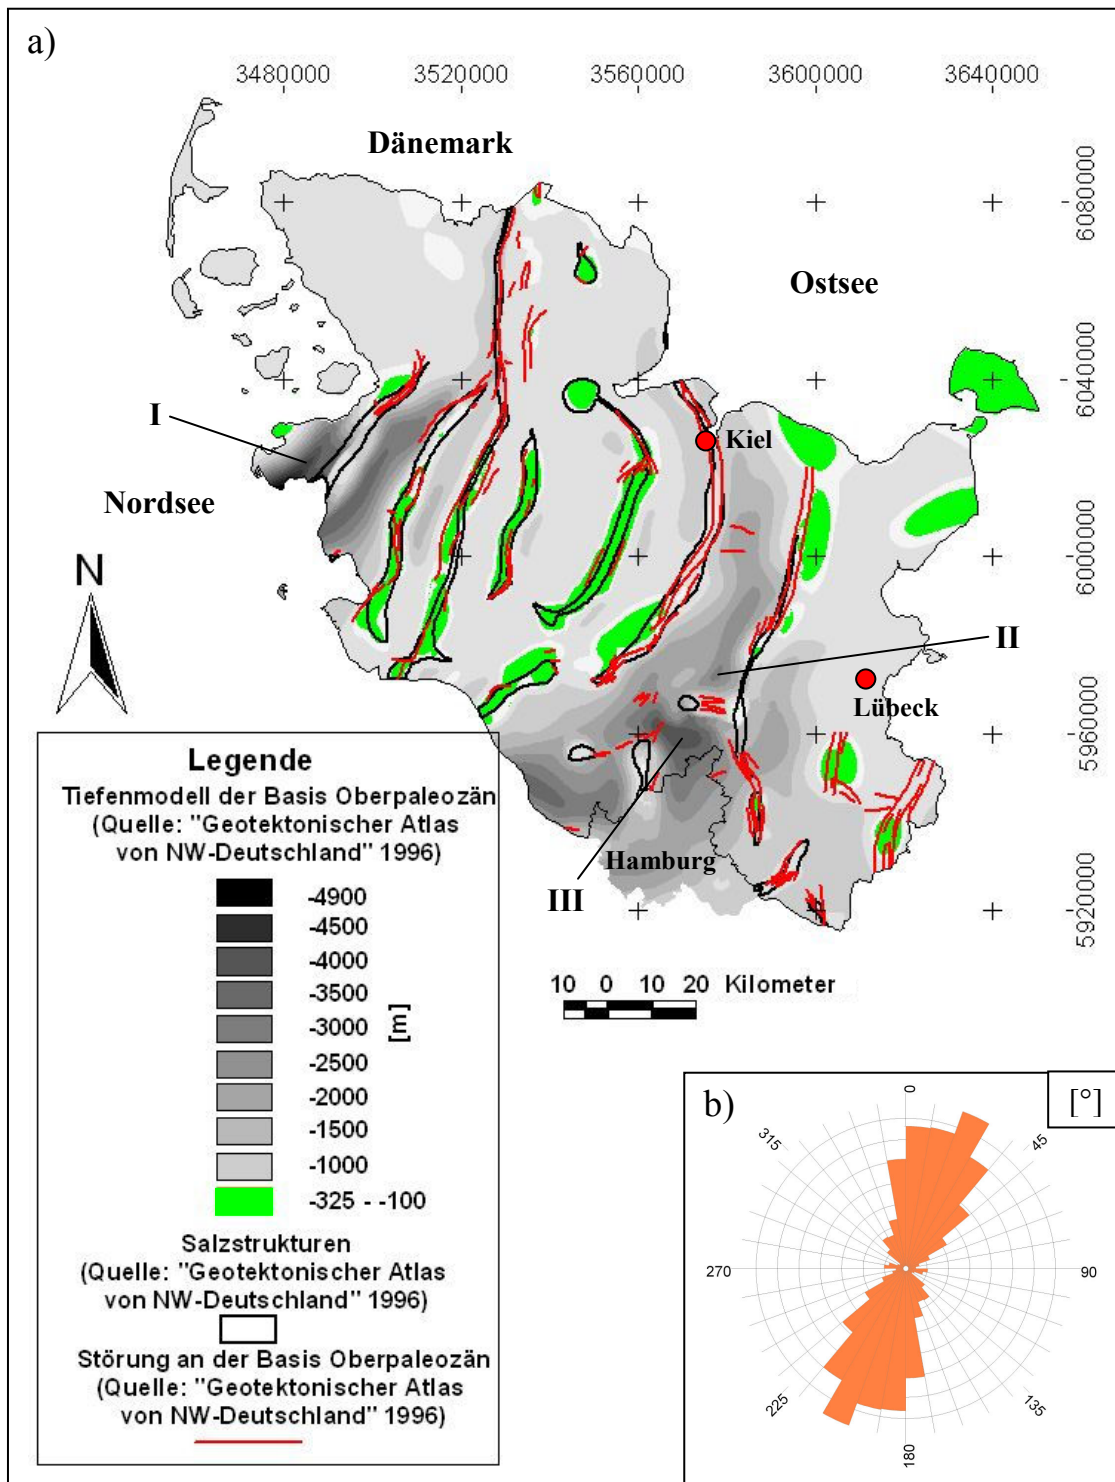 a)
3480000 3520000 3560000 3600000 3640000
Dänemark
6080000
Ostsee
6040000
I
Kiel
Nordsee
6000000
N
II
Lübeck
5960000
Hamburg
III
5920000
Legende
Tiefenmodell der Basis Oberpaleozän
(Quelle: "Geotektonischer Atlas
von NW-Deutschland" 1996)
-4900
-4500
-4000
-3500
-3000
[m]
-2500
-2000
-1500
-1000
-325 - -100
Salzstrukturen
(Quelle: "Geotektonischer Atlas
von NW-Deutschland" 1996)
Störung an der Basis Oberpaleozän
(Quelle: "Geotektonischer Atlas
von NW-Deutschland" 1996)
10 0 10 20 Kilometer
b)
[°]
0
45
90
135
180
225
270
315